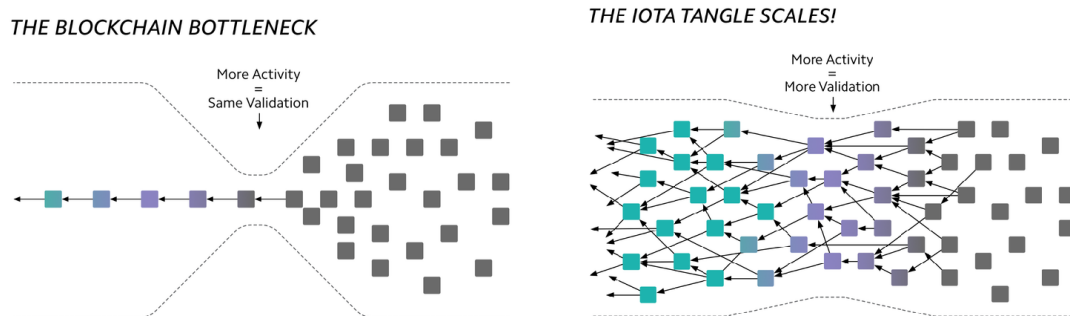 THE BLOCKCHAIN BOTTLENECK
More Activity
=
Same Validation
THE IOTA TANGLE SCALES!
More Activity
=
More Validation